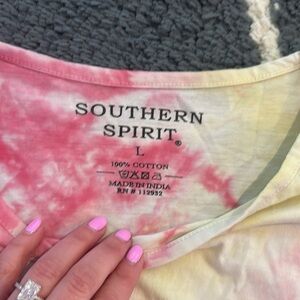 SOUTHERN
SPIRIT®
L
100% COTTON
MADE IN INDIA
RN # 112932